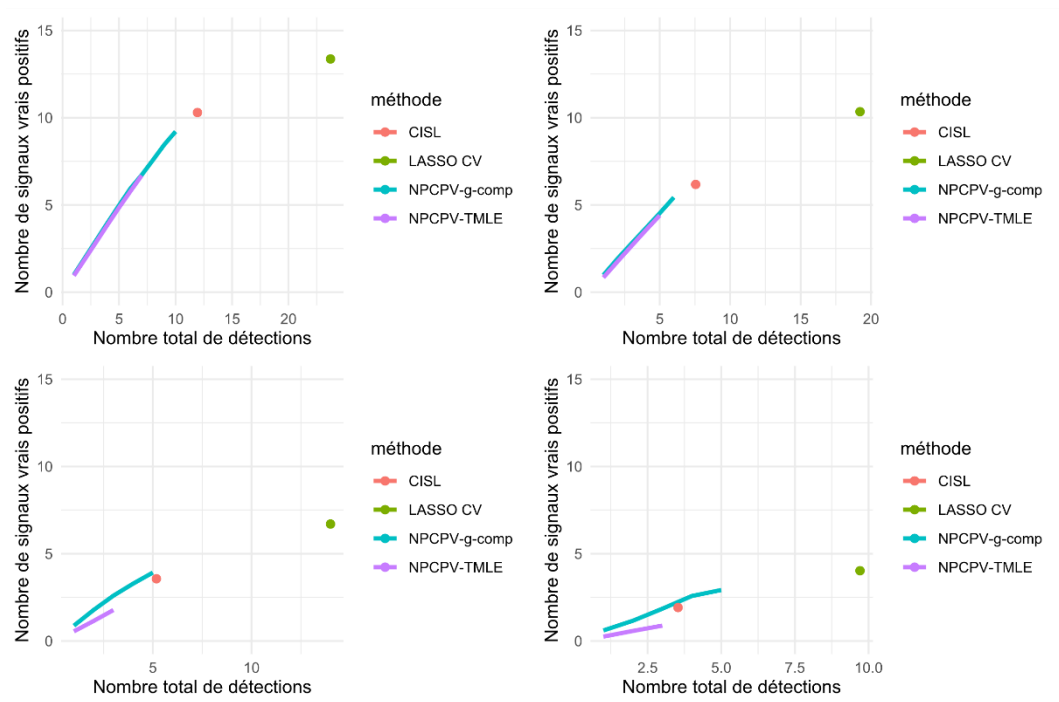 Nombre de signaux vrais positifs
15
10
5
0
0
5
10
15
20
Nombre total de détections
méthode
CISL
LASSO CV
NPCPV-g-comp
NPCPV-TMLE
Nombre de signaux vrais positifs
15
10
5
0
5
10
15
20
Nombre total de détections
méthode
CISL
LASSO CV
NPCPV-g-comp
NPCPV-TMLE
Nombre de signaux vrais positifs
15
10
5
0
5
10
Nombre total de détections
méthode
CISL
LASSO CV
NPCPV-g-comp
NPCPV-TMLE
Nombre de signaux vrais positifs
15
10
5
0
2.5
5.0
7.5
10.0
Nombre total de détections
méthode
CISL
LASSO CV
NPCPV-g-comp
NPCPV-TMLE